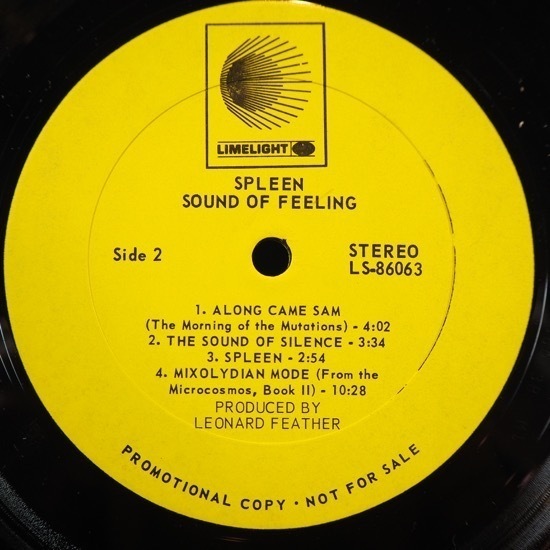 LIMELIGHT
SPLEEN
SOUND OF FEELING
Side 2
STEREO
LS-86063
1. ALONG CAME SAM
(The Morning of the Mutations) - 4:02
2. THE SOUND OF SILENCE - 3:34
3. SPLEEN - 2:54
4. MIXOLYDIAN MODE (From the
Microcosmos, Book II) - 10:28
PRODUCED BY
LEONARD FEATHER
PROMOTIONAL COPY • NOT FOR SALE